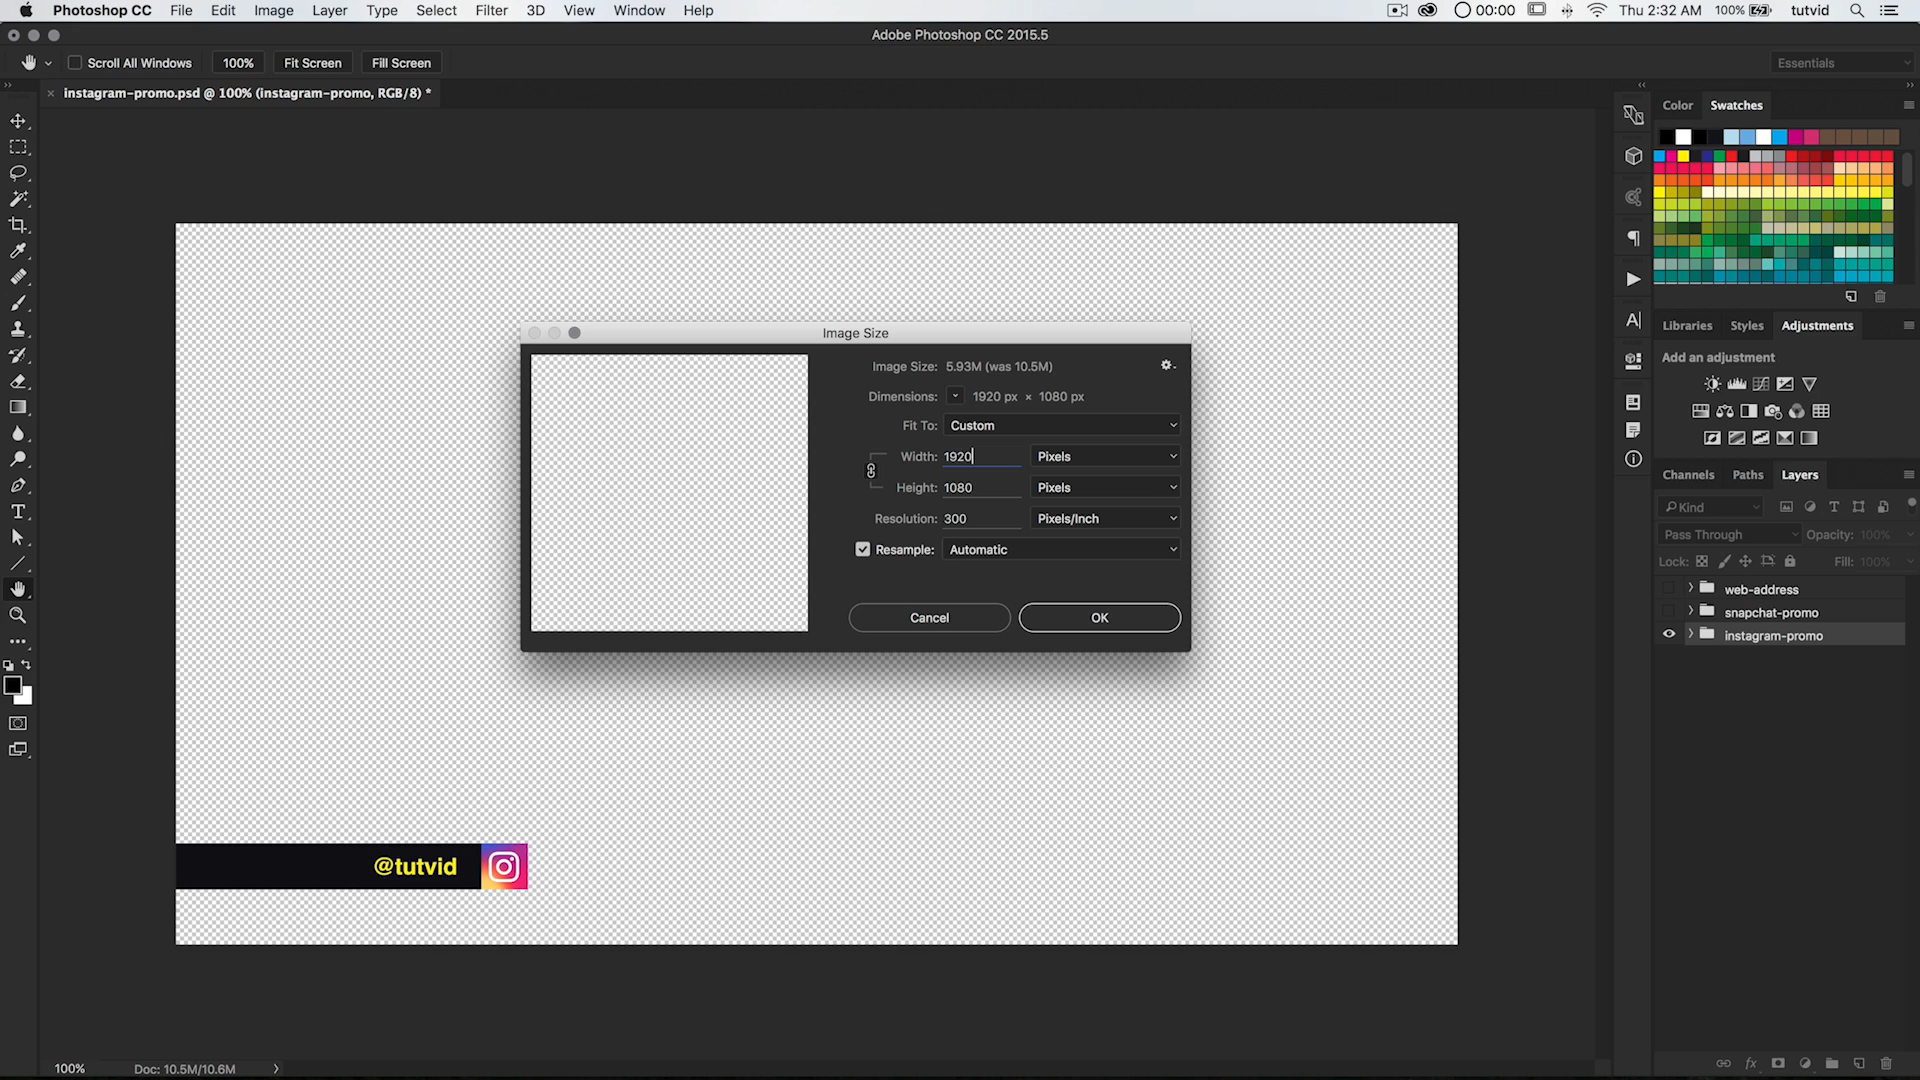 Photoshop CC File Edit Image Layer Type Select Filter 3D View Window Help 00:00 Thu 2:32 AM 100% tutvid
Adobe Photoshop CC 2015.5
Scroll All Windows 100% Fit Screen Fill Screen Essentials
instagram-promo.psd @ 100% (instagram-promo, RGB/8) *
Color Swatches
Libraries Styles Adjustments
Add an adjustment
Image Size
Image Size: 5.93M (was 10.5M)
Dimensions: 1920 px × 1080 px
Fit To: Custom
Width: 1920 Pixels
Height: 1080 Pixels
Resolution: 300 Pixels/Inch
Resample: Automatic
Cancel OK
Channels Paths Layers
Kind
Pass Through Opacity: 100%
Lock: Fill: 100%
web-address
snapchat-promo
instagram-promo
@tutvid
100% Doc: 10.5M/10.6M